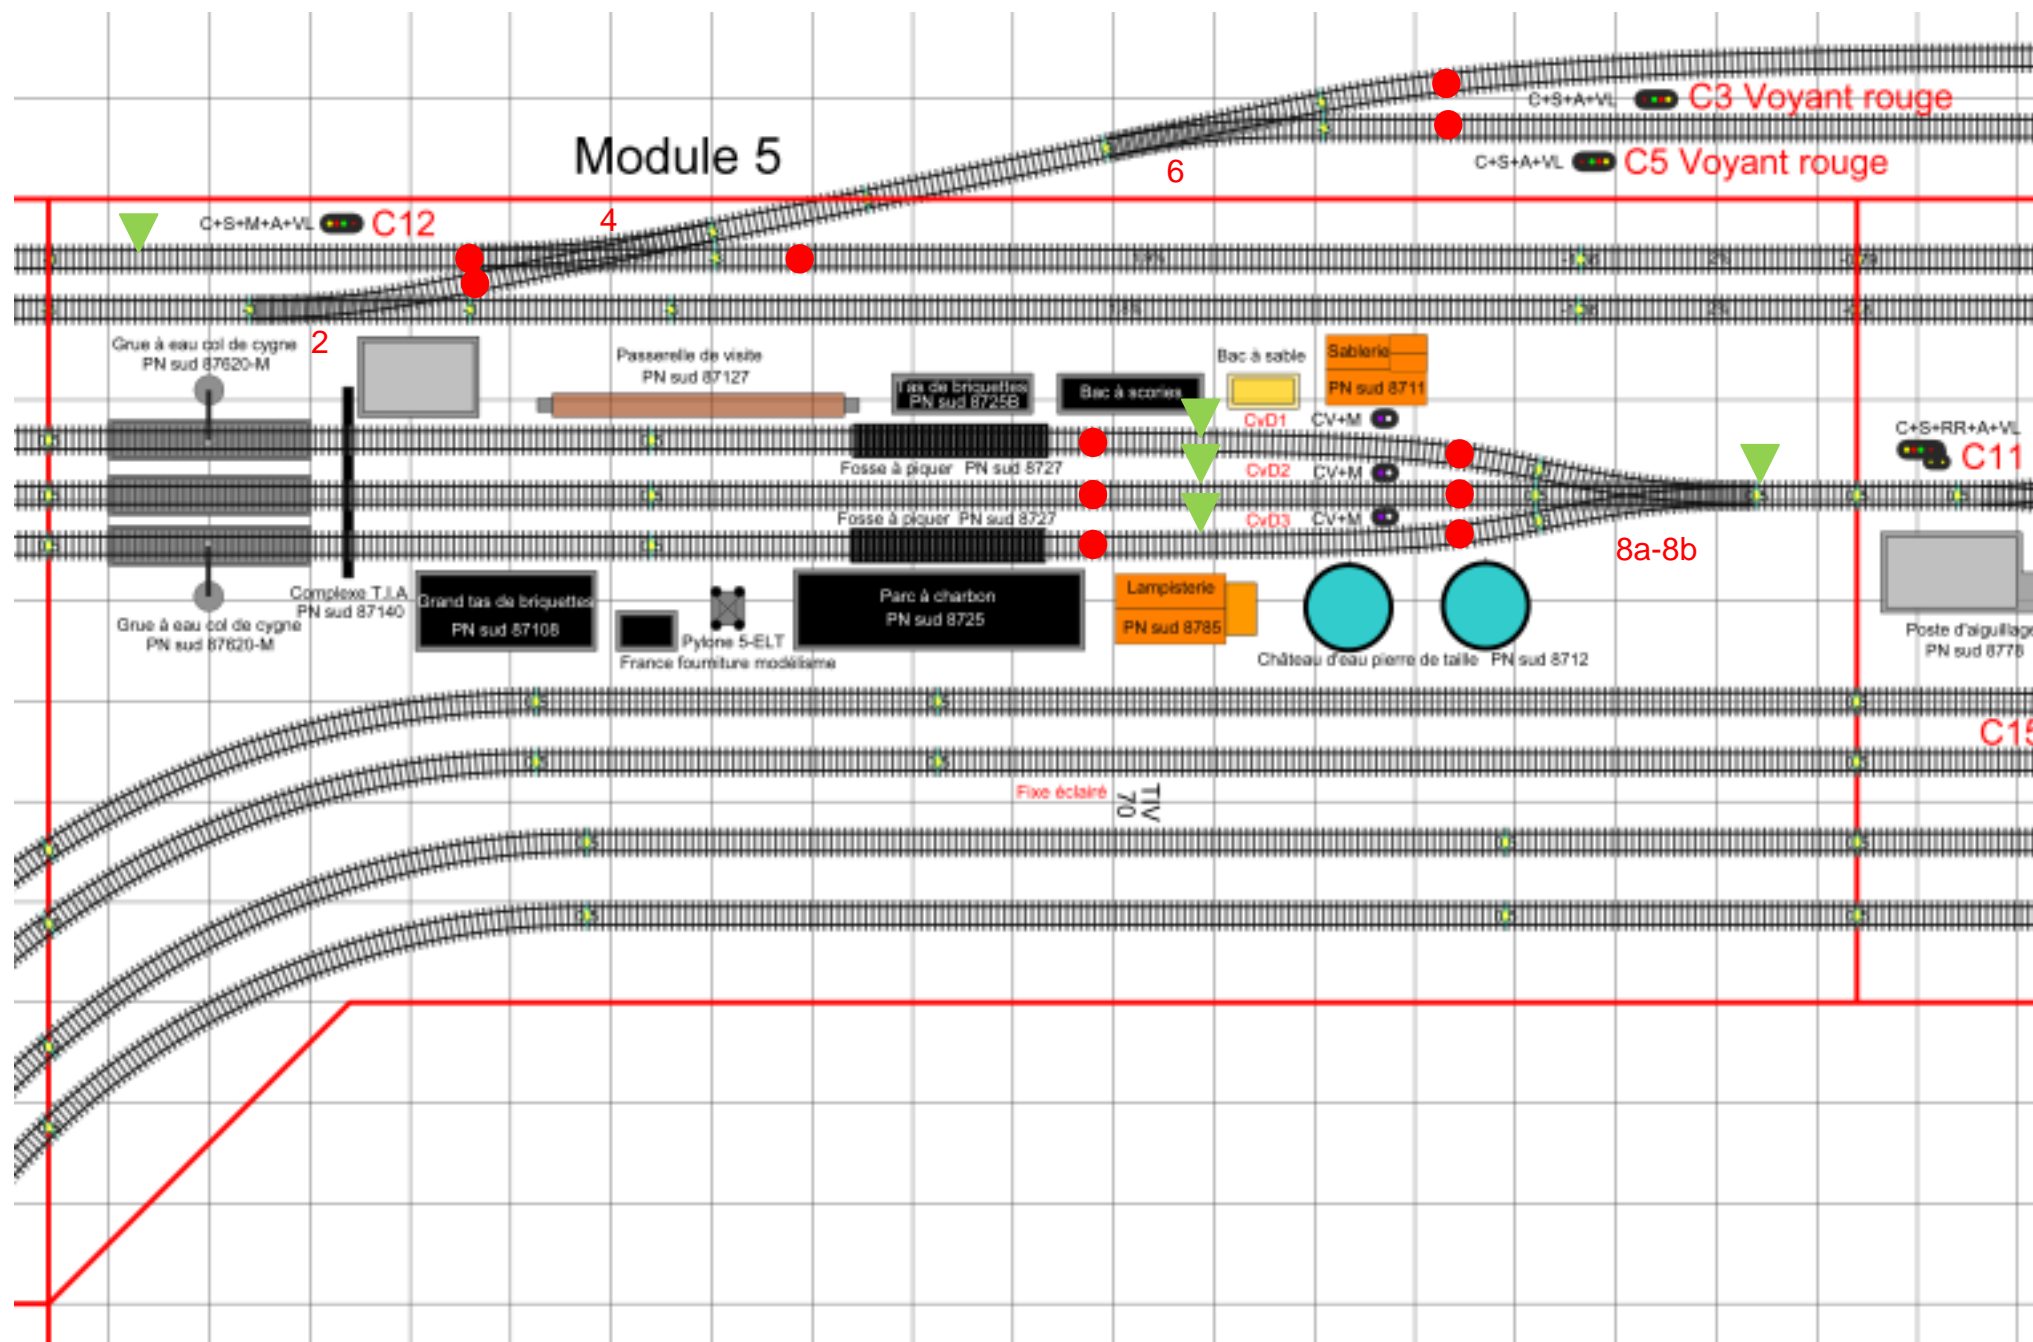 C+S+A+VL C3 Voyant rouge
Module 5
C+S+A+VL C5 Voyant rouge
6
C+S+M+A+VL C12
4
2%
2%
2
Grue à eau col de cygne
PN sud 87620-M
Passerelle de visite
PN sud 87127
Tas de briquettes
PN sud 8725B
Bac à scories
Bac à sable
Sablerie
PN sud 8711
CvD1 CV+M
C+S+RR+A+VL
C11
Fosse à piquer PN sud 8727
CvD2 CV+M
Fosse à piquer PN sud 8727
CvD3 CV+M
8a-8b
Complexe T.I.A
PN sud 87140
Grue à eau col de cygne
PN sud 87620-M
Grand tas de briquettes
PN sud 87108
Pylone 5-ELT
France fourniture modélisme
Parc à charbon
PN sud 8725
Lampisterie
PN sud 8785
Château d'eau pierre de taille PN sud 8712
Poste d'aiguillage
PN sud 8778
C15
Fixe éclairé
TIV
70